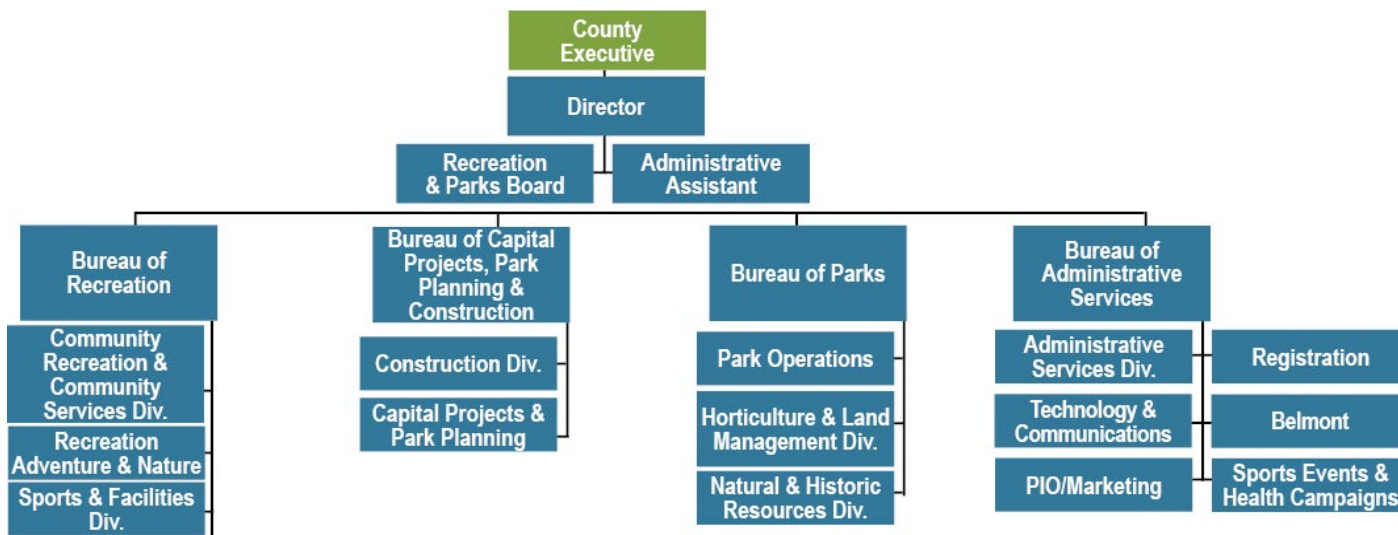 County
Executive
Director
Recreation
& Parks Board
Administrative
Assistant
Bureau of
Recreation
Community
Recreation &
Community
Services Div.
Recreation
Adventure & Nature
Sports & Facilities
Div.
Bureau of Capital
Projects, Park
Planning &
Construction
Construction Div.
Capital Projects &
Park Planning
Bureau of Parks
Park Operations
Horticulture & Land
Management Div.
Natural & Historic
Resources Div.
Bureau of
Administrative
Services
Administrative
Services Div.
Technology &
Communications
PIO/Marketing
Registration
Belmont
Sports Events &
Health Campaigns